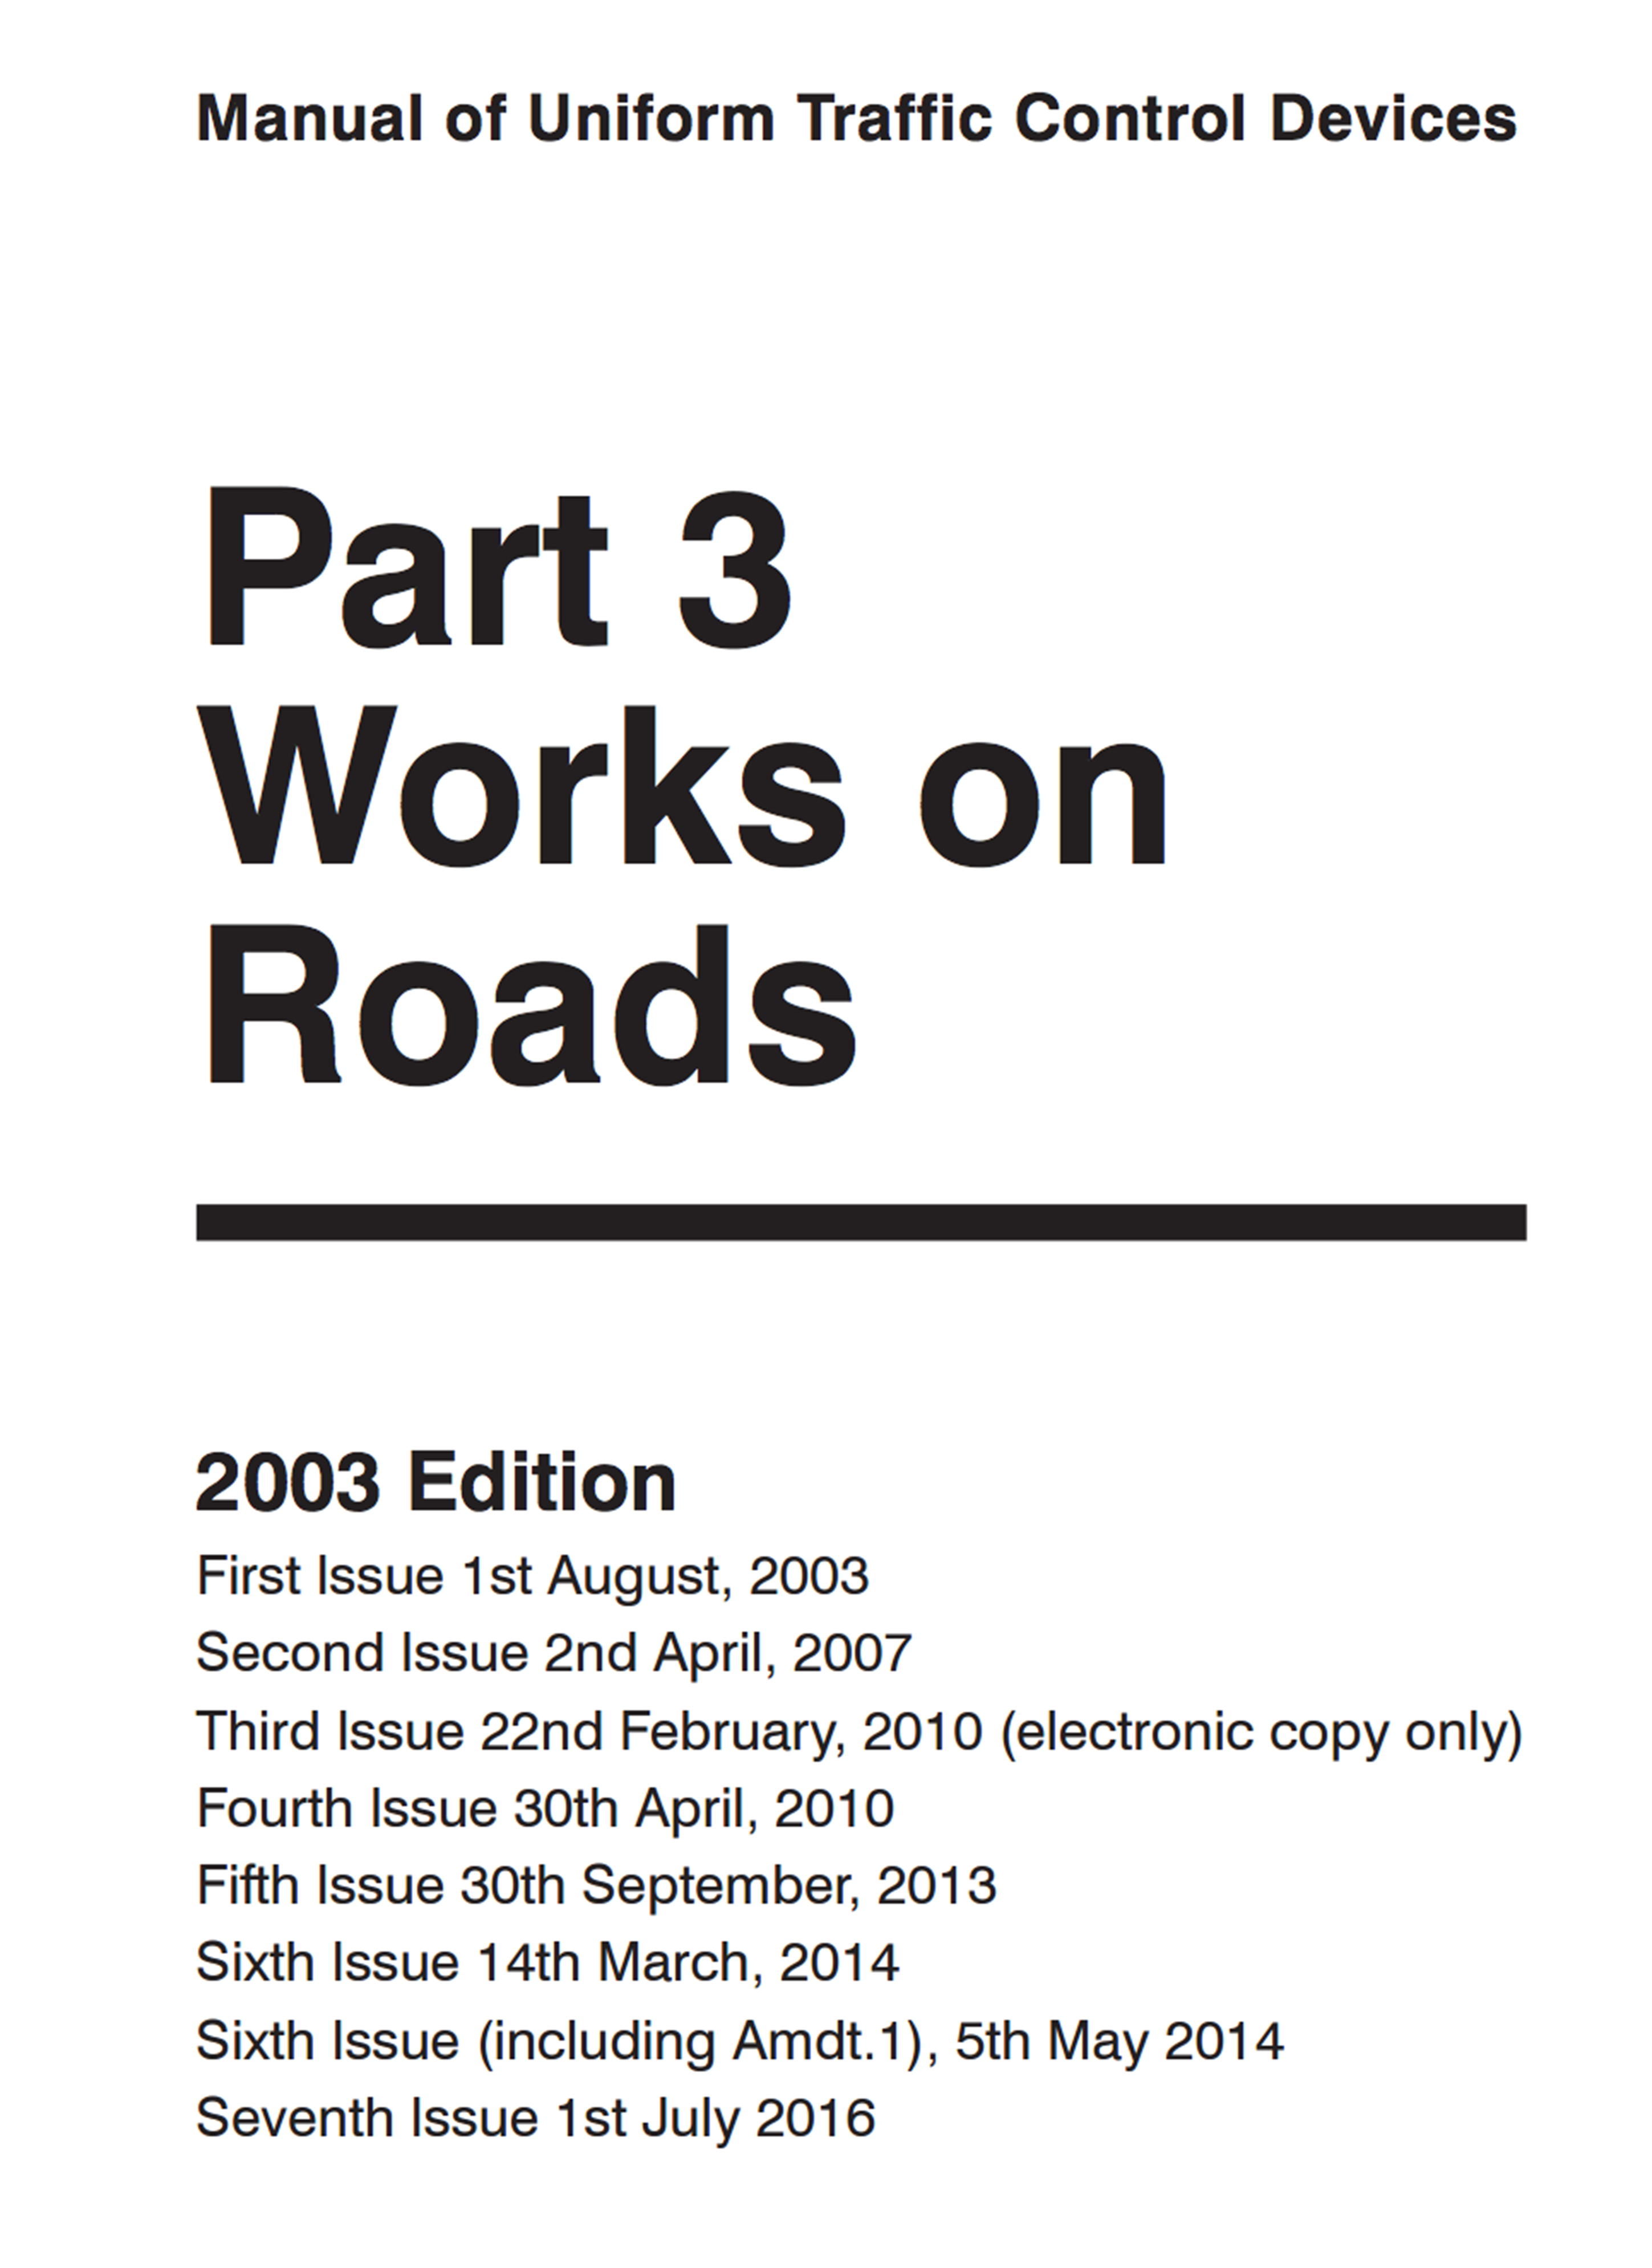 Manual of Uniform Traffic Control Devices
Part 3
Works on
Roads
2003 Edition
First Issue 1st August, 2003
Second Issue 2nd April, 2007
Third Issue 22nd February, 2010 (electronic copy only)
Fourth Issue 30th April, 2010
Fifth Issue 30th September, 2013
Sixth Issue 14th March, 2014
Sixth Issue (including Amdt.1), 5th May 2014
Seventh Issue 1st July 2016